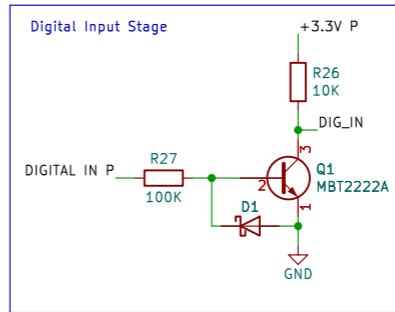 Digital Input Stage
+3.3V P
R26
10K
DIG_IN
3
R27
DIGITAL IN P
100K
2
Q1
MBT2222A
1
D1
GND